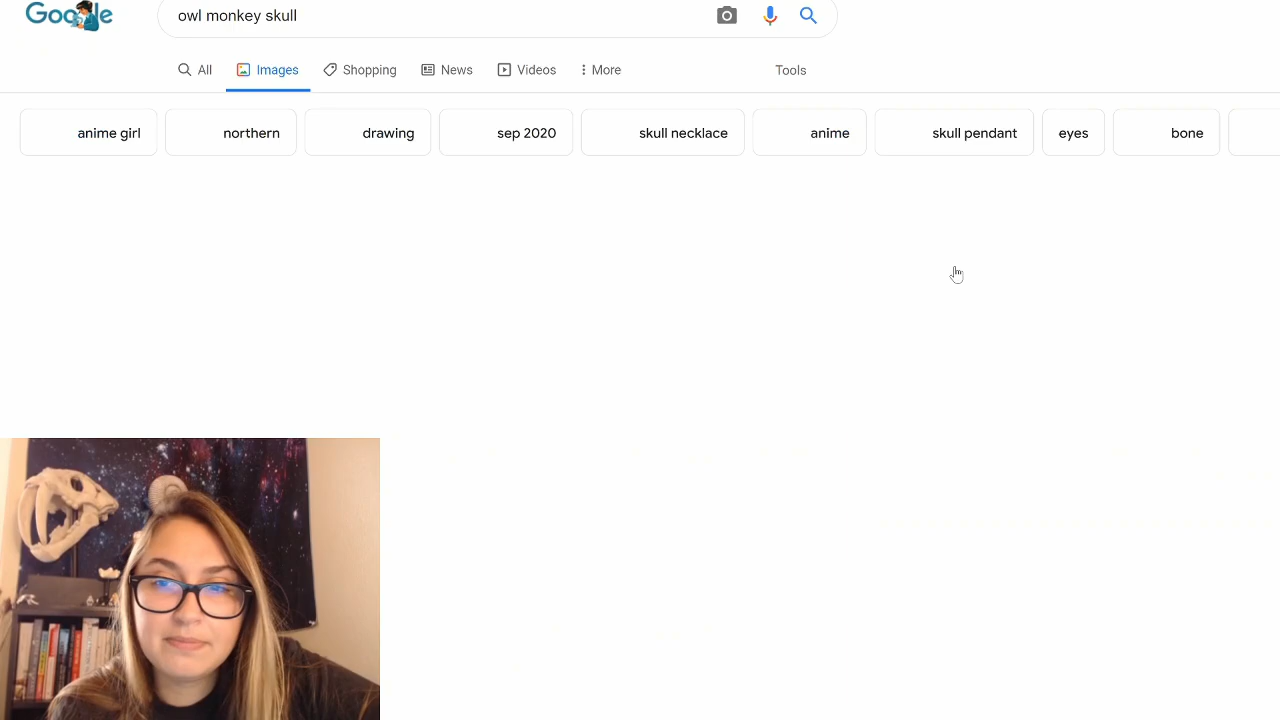 Google
owl monkey skull
All Images Shopping News Videos More Tools
anime girl northern drawing sep 2020 skull necklace anime skull pendant eyes bone